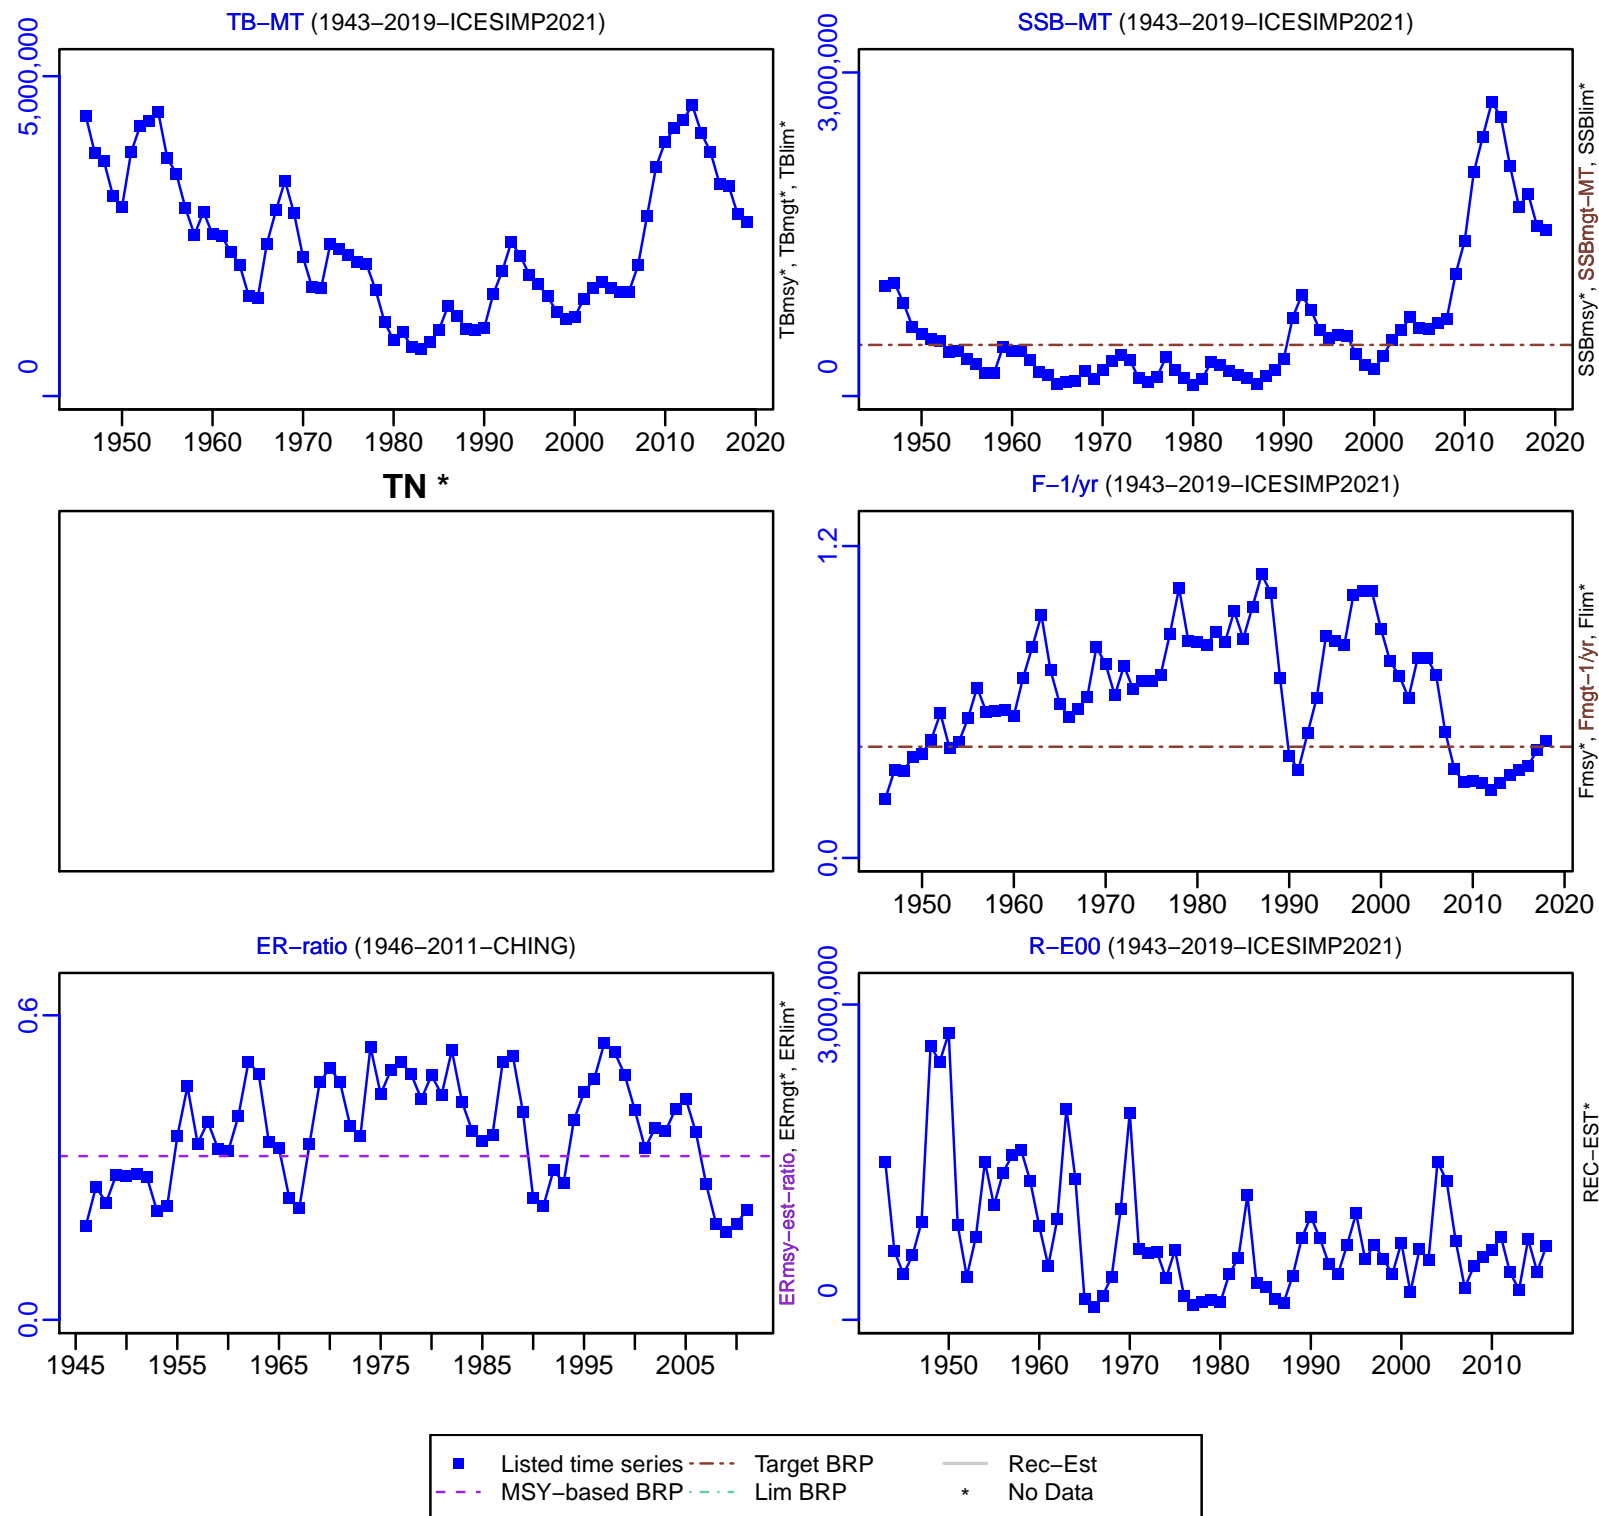 TB−MT (1943−2019−ICESIMP2021)
5,000,000
0
1950 1960 1970 1980 1990 2000 2010 2020
TBmsy*, TBmgt*, TBlim*
SSB−MT (1943−2019−ICESIMP2021)
3,000,000
0
1950 1960 1970 1980 1990 2000 2010 2020
SSBmsy*, SSBmgt−MT, SSBlim*
TN *
F−1/yr (1943−2019−ICESIMP2021)
1.2
0.0
1950 1960 1970 1980 1990 2000 2010 2020
Fmsy*, Fmgt−1/yr, Flim*
ER−ratio (1946−2011−CHING)
0.6
0.0
1945 1955 1965 1975 1985 1995 2005
ERmsy−est−ratio, ERmgt*, ERlim*
R−E00 (1943−2019−ICESIMP2021)
3,000,000
0
1950 1960 1970 1980 1990 2000 2010
REC−EST*
Listed time series Target BRP Rec−Est
MSY−based BRP Lim BRP * No Data